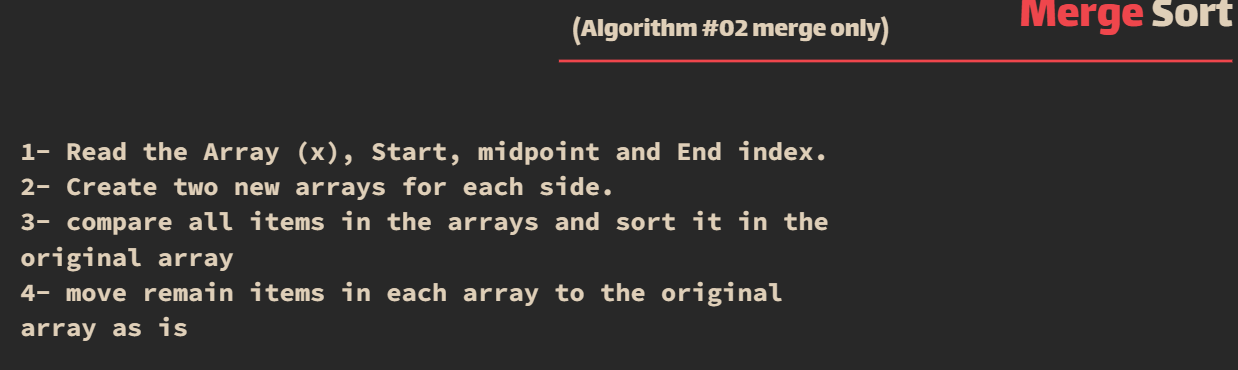 Merge Sort
(Algorithm #02 merge only)
1- Read the Array (x), Start, midpoint and End index.
2- Create two new arrays for each side.
3- compare all items in the arrays and sort it in the
original array
4- move remain items in each array to the original
array as is